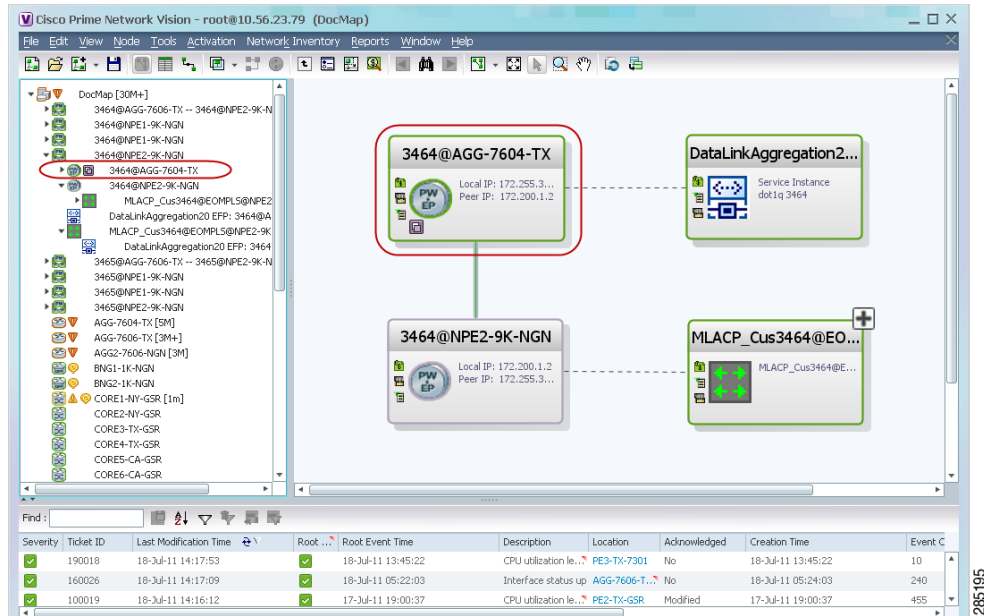 Cisco Prime Network Vision - root@10.56.23.79 (DocMap)
File Edit View Node Tools Activation Network Inventory Reports Window Help
DocMap [30M+]
3464@AGG-7606-TX -- 3464@NPE2-9K-N
3464@NPE1-9K-NGN
3464@NPE1-9K-NGN
3464@NPE2-9K-NGN
3464@AGG-7604-TX
3464@NPE2-9K-NGN
MLACP_Cus3464@EOMPLS@NPE2
DataLinkAggregation20 EFP: 3464@A
MLACP_Cus3464@EOMPLS@NPE2-9K
DataLinkAggregation20 EFP: 3464
3465@AGG-7606-TX -- 3465@NPE2-9K-N
3465@NPE1-9K-NGN
3465@NPE1-9K-NGN
3465@NPE2-9K-NGN
AGG-7604-TX [5M]
AGG-7606-TX [3M+]
AGG2-7606-NGN [3M]
BNG1-1K-NGN
BNG2-1K-NGN
CORE1-NY-GSR [1m]
CORE2-NY-GSR
CORE3-TX-GSR
CORE4-TX-GSR
CORE5-CA-GSR
CORE6-CA-GSR
3464@AGG-7604-TX
PW EP
Local IP: 172.255.3...
Peer IP: 172.200.1.2
DataLinkAggregation2...
Service Instance
dot1q 3464
3464@NPE2-9K-NGN
PW EP
Local IP: 172.200.1.2
Peer IP: 172.255.3...
MLACP_Cus3464@EO...
MLACP_Cus3464@E...
Find :
Severity Ticket ID Last Modification Time Root ... Root Event Time Description Location Acknowledged Creation Time Event C
190018 18-Jul-11 14:17:53 18-Jul-11 13:45:22 CPU utilization le... PE3-TX-7301 No 18-Jul-11 13:45:22 10
160026 18-Jul-11 14:17:09 18-Jul-11 05:22:03 Interface status up AGG-7606-T... No 18-Jul-11 05:24:03 240
100019 18-Jul-11 14:16:12 17-Jul-11 19:00:37 CPU utilization le... PE2-TX-GSR Modified 17-Jul-11 19:00:37 455
285195